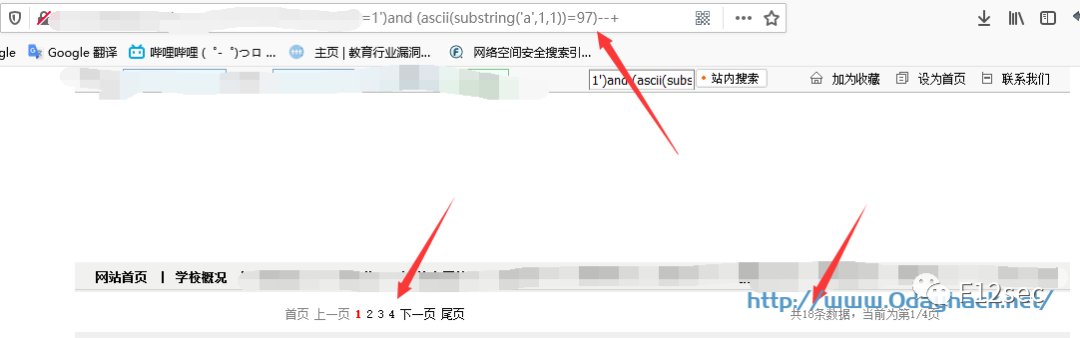 =1')and (ascii(substring('a',1,1))=97)--+
gle Google 翻译 哔哩哔哩 ( ゜- ゜)つロ ... 主页 | 教育行业漏洞... 网络空间安全搜索引...
1')and (ascii(subs 站内搜索 加为收藏 设为首页 联系我们
网站首页 | 学校概况
http://www.0dayhack.net/
E12sec
首页 上一页 1 2 3 4 下一页 尾页 共18条数据，当前为第1/4页